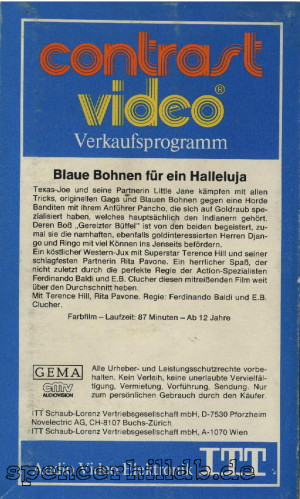 contrast
video®
Verkaufsprogramm
Blaue Bohnen für ein Halleluja
Texas-Joe und seine Partnerin Little Jane kämpfen mit allen
Tricks, originellen Gags und Blauen Bohnen gegen eine Horde
Banditen mit ihrem Anführer Pancho, die sich auf Goldraub spe-
zialisiert haben, welches hauptsächlich den Indianern gehört.
Deren Boß „Gereizter Büffel" ist von den beiden begeistert, zu-
mal sie die namhaften, ebenfalls goldinteressierten Herren Djan-
go und Ringo mit viel Können ins Jenseits befördern.
Ein köstlicher Western-Jux mit Superstar Terence Hill und seiner
schlagfesten Partnerin Rita Pavone. Ein herrlicher Spaß, der
nicht zuletzt durch die perfekte Regie der Action-Spezialisten
Ferdinando Baldi und E.B. Clucher diesen mitreißenden Film weit
über den Durchschnitt heben.
Mit Terence Hill, Rita Pavone. Regie: Ferdinando Baldi und E.B.
Clucher.
Farbfilm – Laufzeit: 87 Minuten – Ab 12 Jahre
GEMA
cmv
AUDIOVISION
Alle Urheber- und Leistungsschutzrechte vorbe-
halten. Kein Verleih, keine unerlaubte Vervielfäl-
tigung, Vermietung, Vorführung, Sendung. Nur
zum persönlichen Gebrauch durch den Käufer.
ITT Schaub-Lorenz Vertriebsgesellschaft mbH, D-7530 Pforzheim
Novelectric AG, CH-8107 Buchs-Zürich
ITT Schaub-Lorenz Vertriebsgesellschaft mbH, A-1070 Wien
Audio Video Elektronik ITT
spencerhilldb.de